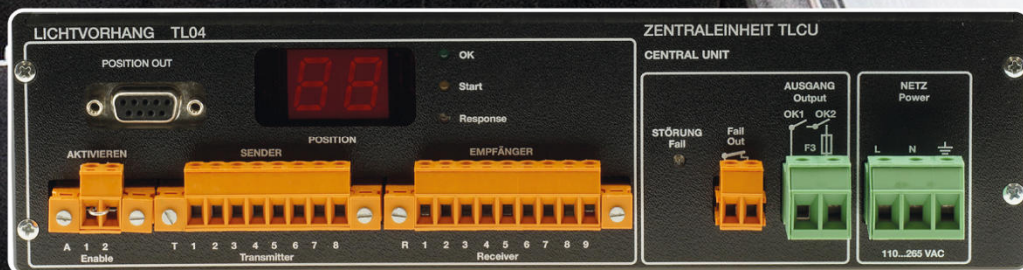 LICHTVORHANG TL04
POSITION OUT
88
POSITION
OK
Start
Response
AKTIVIEREN
SENDER
EMPFÄNGER
A 1 2
Enable
T 1 2 3 4 5 6 7 8
Transmitter
R 1 2 3 4 5 6 7 8 9
Receiver
ZENTRALEINHEIT TLCU
CENTRAL UNIT
STÖRUNG
Fail
Fail
Out
AUSGANG
Output
OK1 OK2
F3
NETZ
Power
L N
110...265 VAC